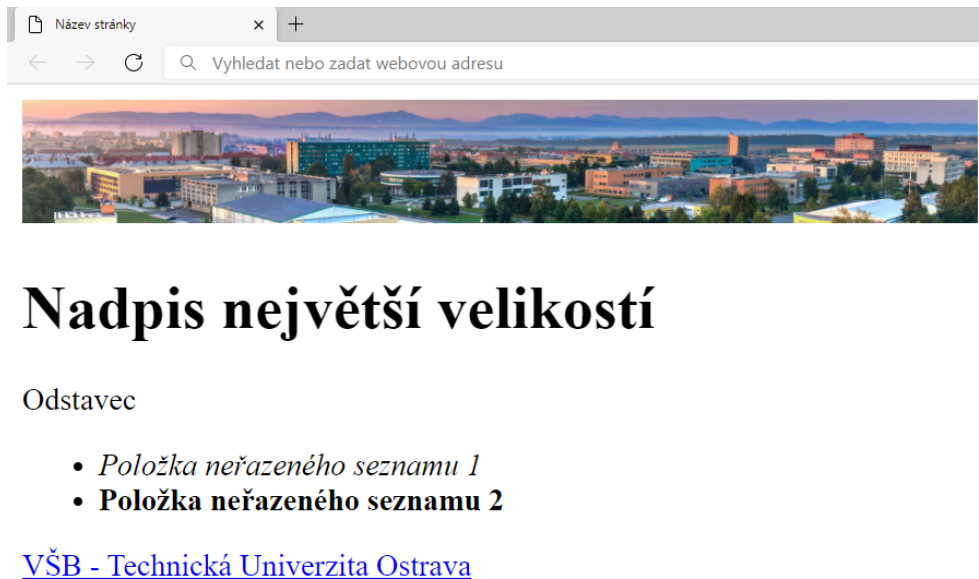 Název stránky
Vyhledat nebo zadat webovou adresu
Nadpis největší velikostí
Odstavec
Položka neřazeného seznamu 1
Položka neřazeného seznamu 2
VŠB - Technická Univerzita Ostrava